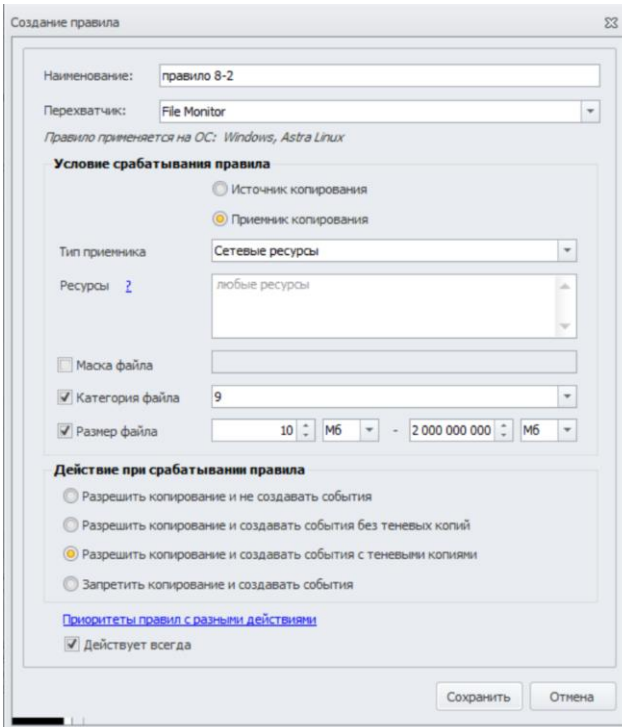 Создание правила
Наименование: правило 8-2
Перехватчик: File Monitor
Правило применяется на ОС: Windows, Astra Linux
Условие срабатывания правила
Источник копирования
Приемник копирования
Тип приемника Сетевые ресурсы
Ресурсы ? любые ресурсы
Маска файла
Категория файла 9
Размер файла 10 Мб - 2 000 000 000 Мб
Действие при срабатывании правила
Разрешить копирование и не создавать события
Разрешить копирование и создавать события без теневых копий
Разрешить копирование и создавать события с теневыми копиями
Запретить копирование и создавать события
Приоритеты правил с разными действиями
Действует всегда
Сохранить Отмена